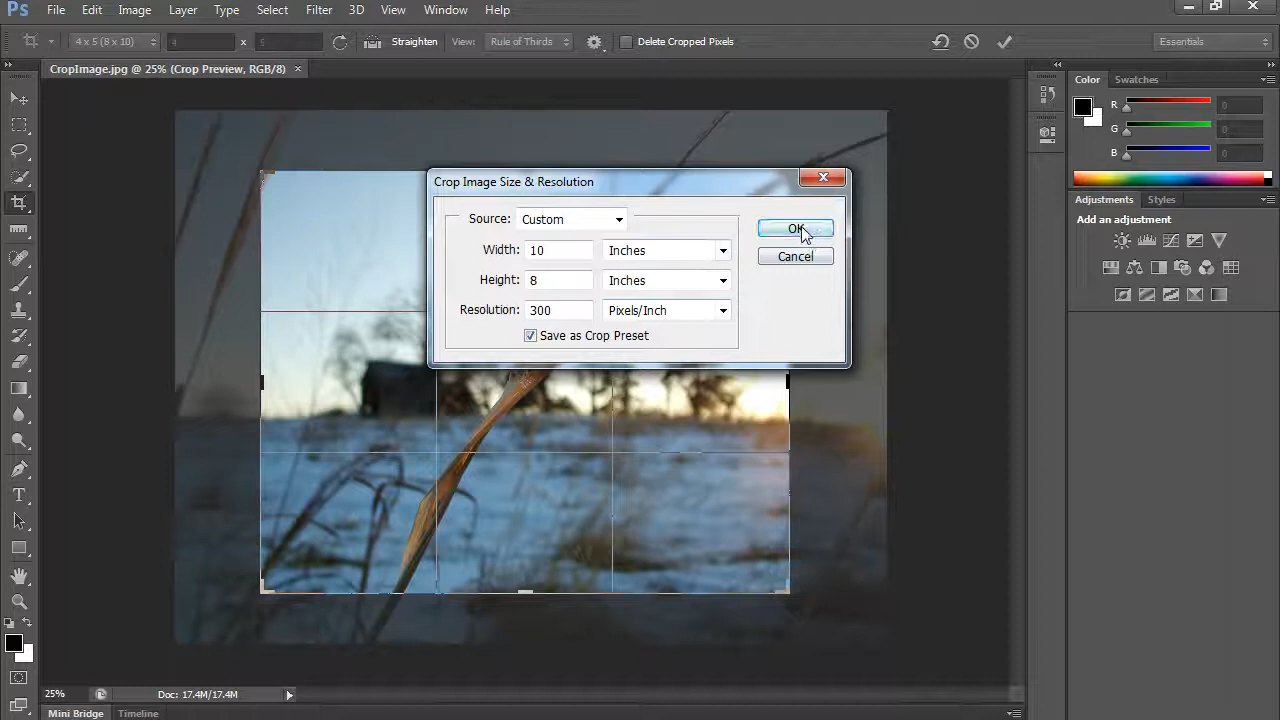 Ps File Edit Image Layer Type Select Filter 3D View Window Help
4 x 5 (8 x 10) 4 x 5 Straighten View: Rule of Thirds Delete Cropped Pixels Essentials
CropImage.jpg @ 25% (Crop Preview, RGB/8) ×
Color Swatches
R 0
G 0
B 0
Adjustments Styles
Add an adjustment
Crop Image Size & Resolution
Source: Custom
OK
Width: 10 Inches
Cancel
Height: 8 Inches
Resolution: 300 Pixels/Inch
Save as Crop Preset
25% Doc: 17.4M/17.4M
Mini Bridge Timeline